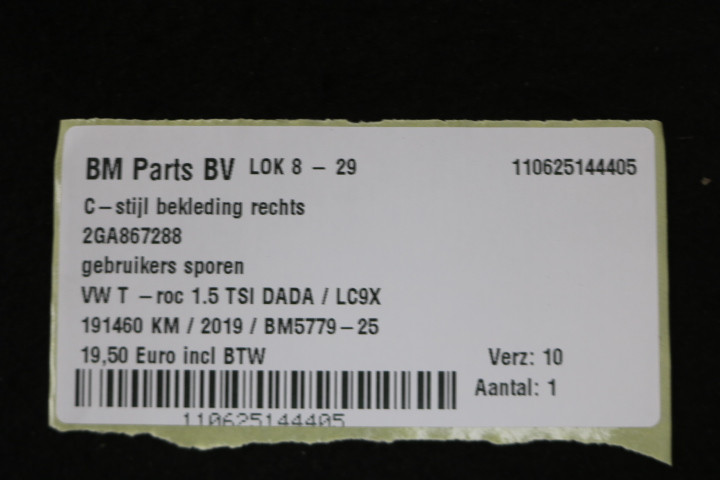 BM Parts BV LOK 8 - 29 110625144405
C-stijl bekleding rechts
2GA867288
gebruikers sporen
VW T -roc 1.5 TSI DADA / LC9X
191460 KM / 2019 / BM5779-25
19,50 Euro incl BTW Verz: 10
Aantal: 1
110625144405